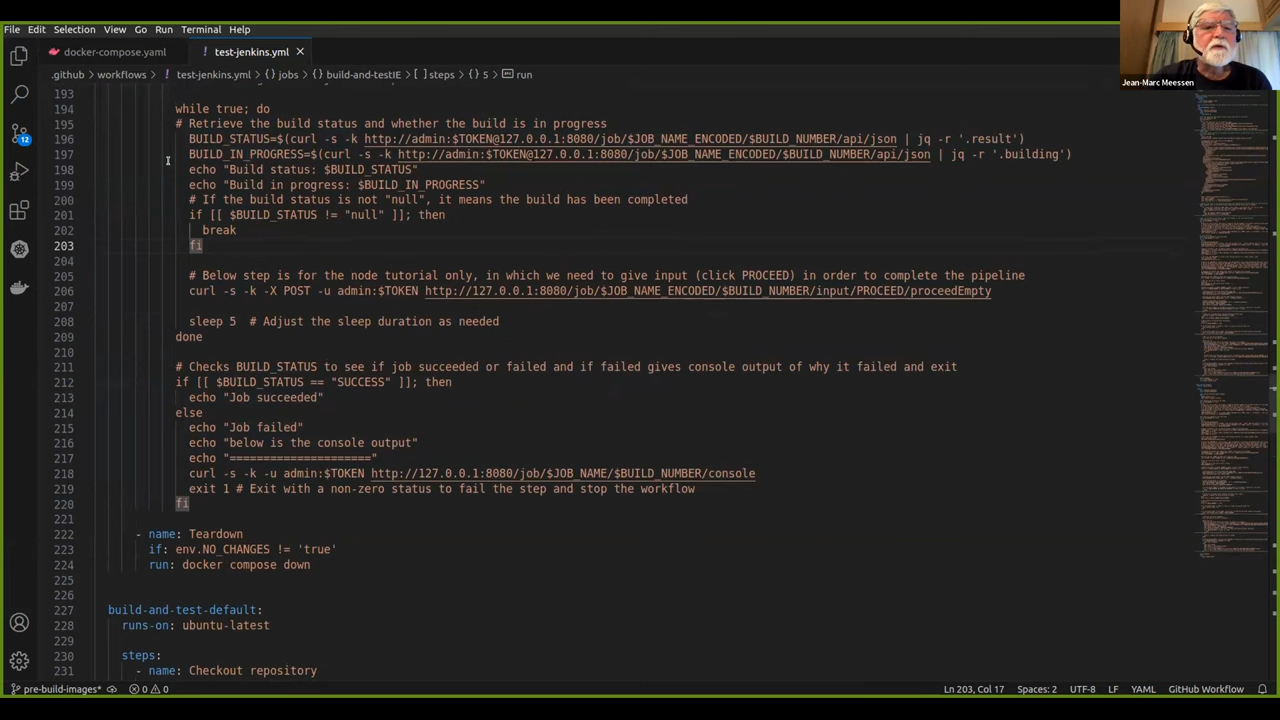 File Edit Selection View Go Run Terminal Help
docker-compose.yaml
! test-jenkins.yml ×
.github > workflows > ! test-jenkins.yml > {} jobs > {} build-and-testIE > [ ] steps > {} 5 > run
193
194 while true; do
195 # Retrieve the build status and whether the build is in progress
196 BUILD_STATUS=$(curl -s -k http://admin:$TOKEN@127.0.0.1:8080/job/$JOB_NAME_ENCODED/$BUILD_NUMBER/api/json | jq -r '.result')
197 BUILD_IN_PROGRESS=$(curl -s -k http://admin:$TOKEN@127.0.0.1:8080/job/$JOB_NAME_ENCODED/$BUILD_NUMBER/api/json | jq -r '.building')
198 echo "Build status: $BUILD_STATUS"
199 echo "Build in progress: $BUILD_IN_PROGRESS"
200 # If the build status is not "null", it means the build has been completed
201 if [[ $BUILD_STATUS != "null" ]]; then
202 break
203 fi
204
205 # Below step is for the node tutorial only, in wich we need to give input (click PROCEED) in order to complete the pipeline
206 curl -s -k -X POST -u admin:$TOKEN http://127.0.0.1:8080/job/$JOB_NAME_ENCODED/$BUILD_NUMBER/input/PROCEED/proceedEmpty
207
208 sleep 5 # Adjust the sleep duration as needed
209 done
210
211 # Checks BUILD_STATUS to see if job succeeded or failed and if failed gives console output of why it failed and exit
212 if [[ $BUILD_STATUS == "SUCCESS" ]]; then
213 echo "Job succeeded"
214 else
215 echo "Job failed"
216 echo "below is the console output"
217 echo "====================="
218 curl -s -k -u admin:$TOKEN http://127.0.0.1:8080/job/$JOB_NAME/$BUILD_NUMBER/console
219 exit 1 # Exit with a non-zero status to fail the step and stop the workflow
220 fi
221
222 - name: Teardown
223 if: env.NO_CHANGES != 'true'
224 run: docker compose down
225
226
227 build-and-test-default:
228 runs-on: ubuntu-latest
229
230 steps:
231 - name: Checkout repository
12
Jean-Marc Meessen
pre-build-images* 0 0 Ln 203, Col 17 Spaces: 2 UTF-8 LF YAML GitHub Workflow